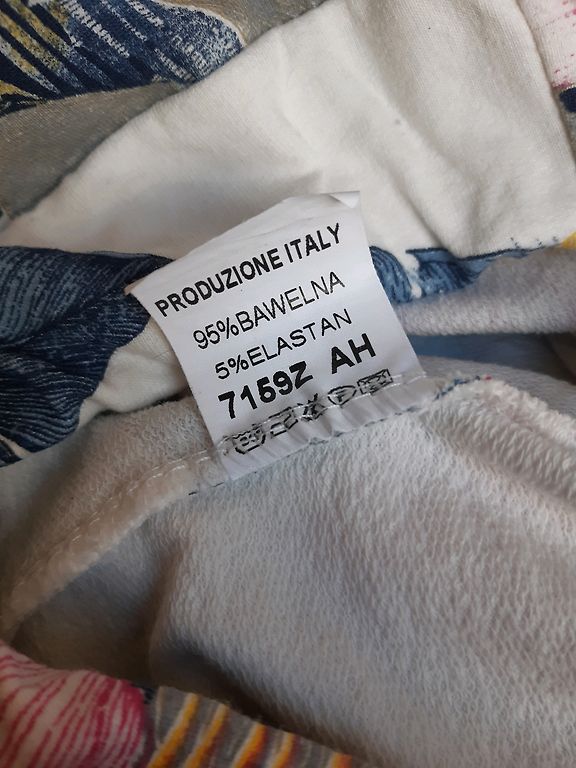 PRODUZIONE ITALY
95%BAWELNA
5%ELASTAN
7159Z AH